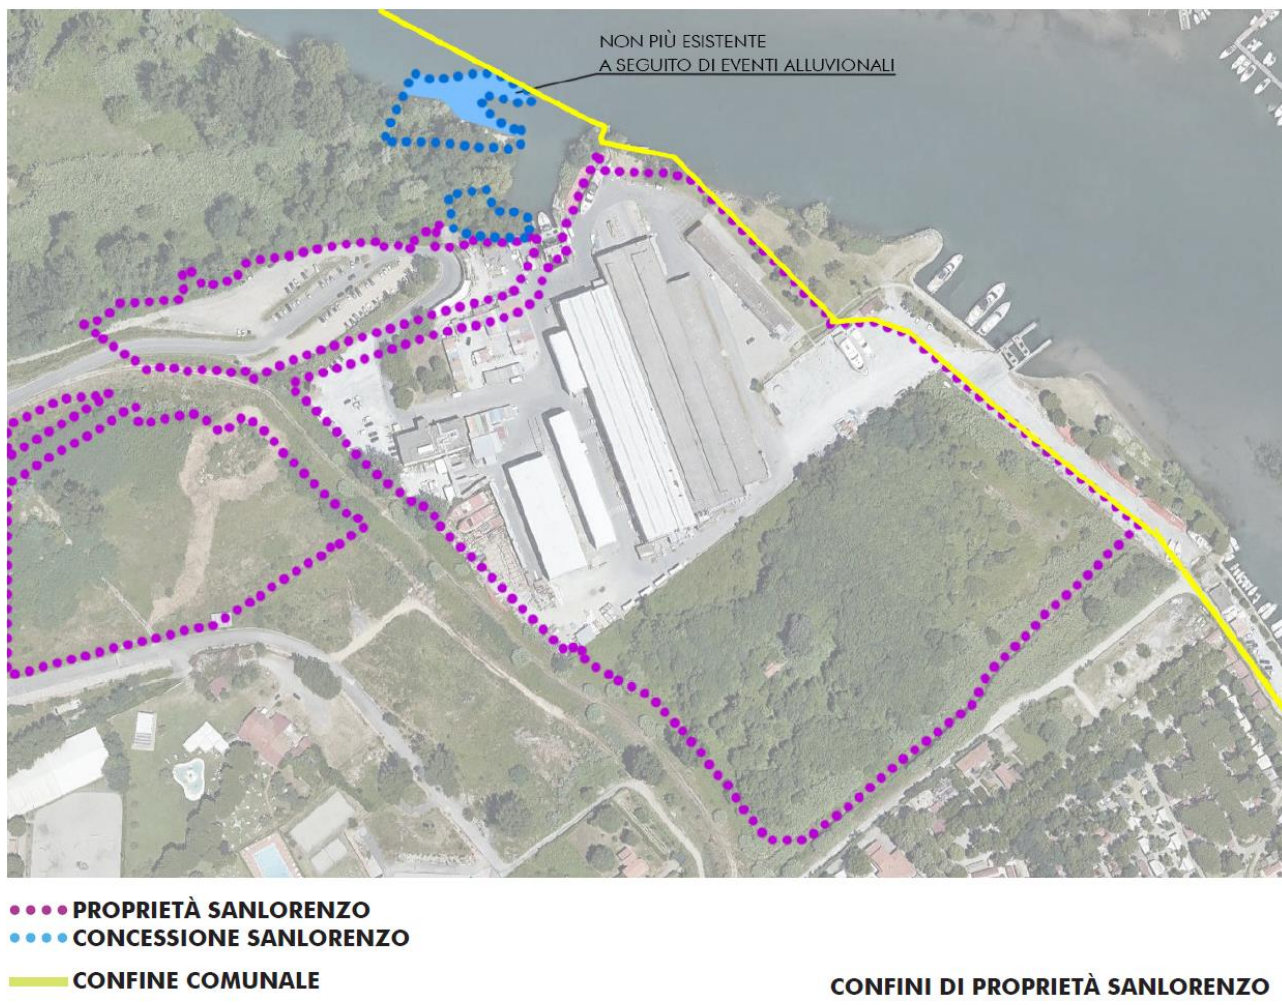 NON PIÙ ESISTENTE
A SEGUITO DI EVENTI ALLUVIONALI
PROPRIETÀ SANLORENZO
CONCESSIONE SANLORENZO
CONFINE COMUNALE
CONFINI DI PROPRIETÀ SANLORENZO